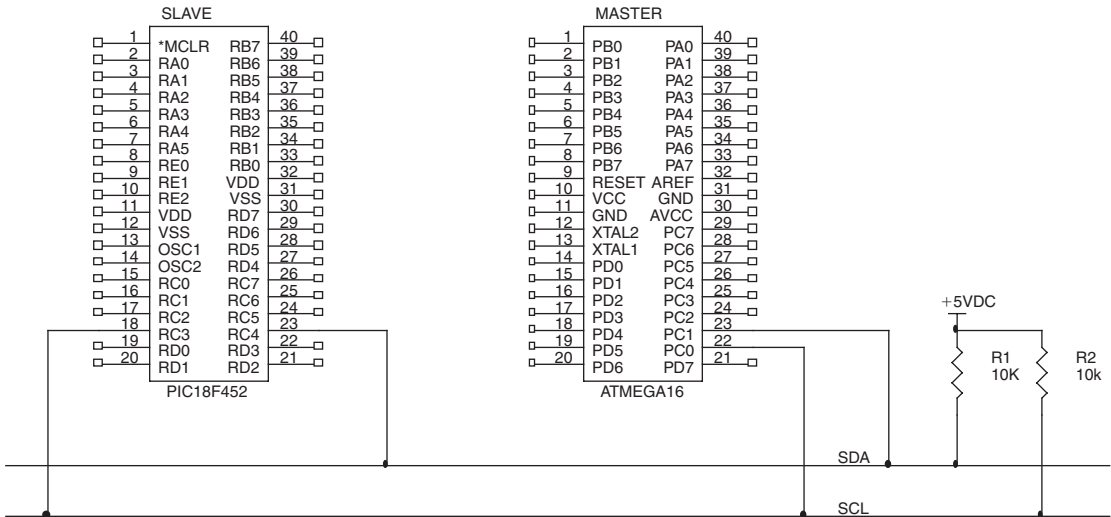 SLAVE
1 *MCLR RB7 40
2 RA0 RB6 39
3 RA1 RB5 38
4 RA2 RB4 37
5 RA3 RB3 36
6 RA4 RB2 35
7 RA5 RB1 34
8 RE0 RB0 33
9 RE1 VDD 32
10 RE2 VSS 31
11 VDD RD7 30
12 VSS RD6 29
13 OSC1 RD5 28
14 OSC2 RD4 27
15 RC0 RC7 26
16 RC1 RC6 25
17 RC2 RC5 24
18 RC3 RC4 23
19 RD0 RD3 22
20 RD1 RD2 21
PIC18F452
MASTER
1 PB0 PA0 40
2 PB1 PA1 39
3 PB2 PA2 38
4 PB3 PA3 37
5 PB4 PA4 36
6 PB5 PA5 35
7 PB6 PA6 34
8 PB7 PA7 33
9 RESET AREF 32
10 VCC GND 31
11 GND AVCC 30
12 XTAL2 PC7 29
13 XTAL1 PC6 28
14 PD0 PC5 27
15 PD1 PC4 26
16 PD2 PC3 25
17 PD3 PC2 24
18 PD4 PC1 23
19 PD5 PC0 22
20 PD6 PD7 21
ATMEGA16
+5VDC
R1
10K
R2
10k
SDA
SCL